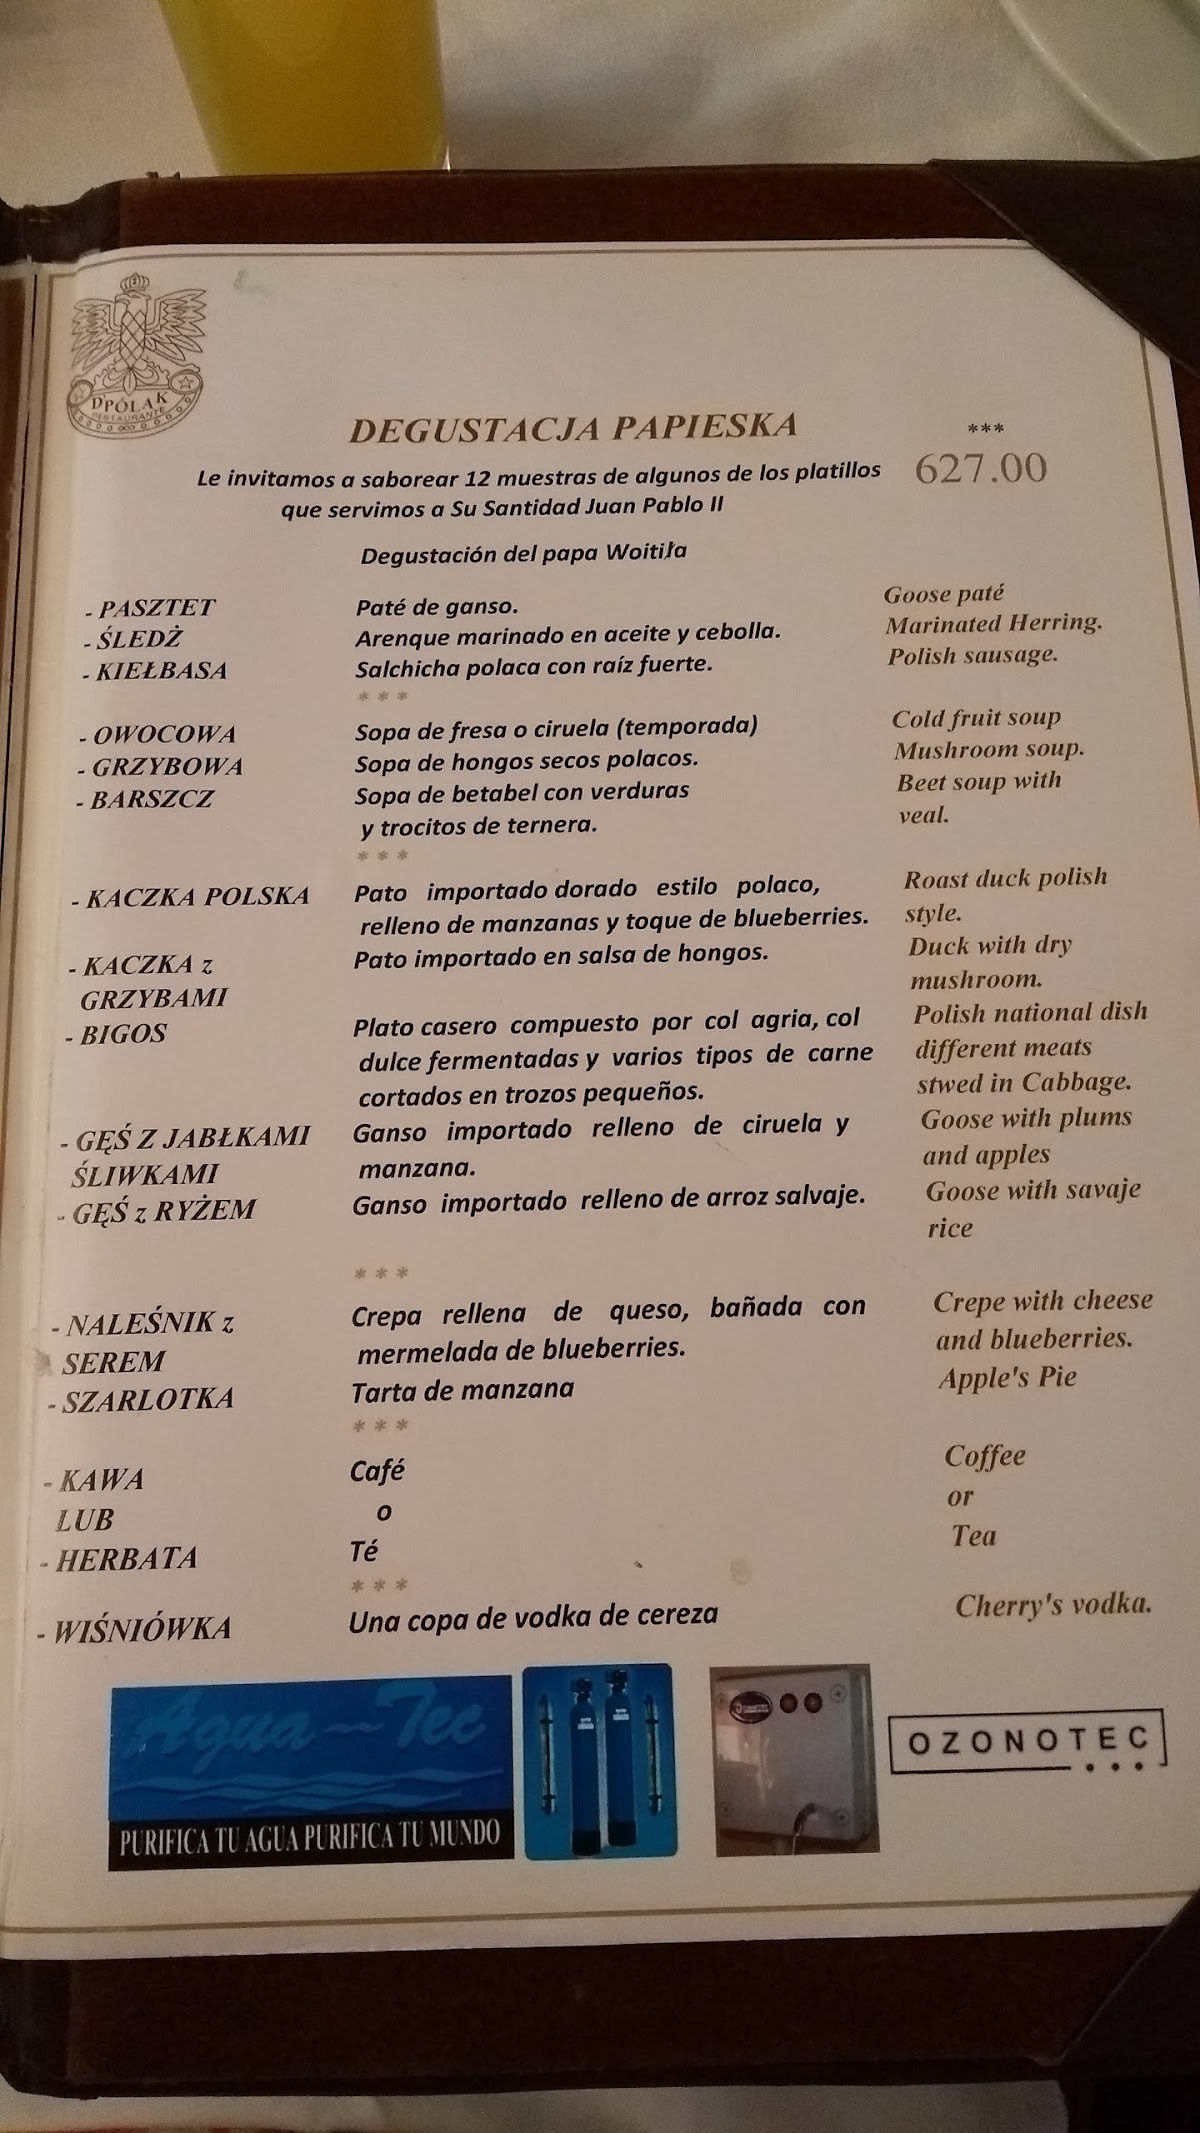 D'POLAK
RESTAURANTE
DEGUSTACJA PAPIESKA
***
627.00
Le invitamos a saborear 12 muestras de algunos de los platillos
que servimos a Su Santidad Juan Pablo II
Degustación del papa Woitiła
- PASZTET Paté de ganso. Goose paté
- ŚLEDŻ Arenque marinado en aceite y cebolla. Marinated Herring.
- KIEŁBASA Salchicha polaca con raíz fuerte. Polish sausage.
* * *
- OWOCOWA Sopa de fresa o ciruela (temporada) Cold fruit soup
- GRZYBOWA Sopa de hongos secos polacos. Mushroom soup.
- BARSZCZ Sopa de betabel con verduras Beet soup with
y trocitos de ternera. veal.
* * *
- KACZKA POLSKA Pato importado dorado estilo polaco, Roast duck polish
relleno de manzanas y toque de blueberries. style.
- KACZKA z Pato importado en salsa de hongos. Duck with dry
GRZYBAMI mushroom.
- BIGOS Plato casero compuesto por col agria, col Polish national dish
dulce fermentadas y varios tipos de carne different meats
cortados en trozos pequeños. stwed in Cabbage.
- GĘŚ Z JABŁKAMI Ganso importado relleno de ciruela y Goose with plums
ŚLIWKAMI manzana. and apples
- GĘŚ z RYŻEM Ganso importado relleno de arroz salvaje. Goose with savaje
rice
* * *
- NALEŚNIK z Crepa rellena de queso, bañada con Crepe with cheese
SEREM mermelada de blueberries. and blueberries.
- SZARLOTKA Tarta de manzana Apple's Pie
* * *
- KAWA Café Coffee
LUB o or
- HERBATA Té Tea
* * *
- WIŚNIÓWKA Una copa de vodka de cereza Cherry's vodka.
Agua~Tec
PURIFICA TU AGUA PURIFICA TU MUNDO
OZONOTEC